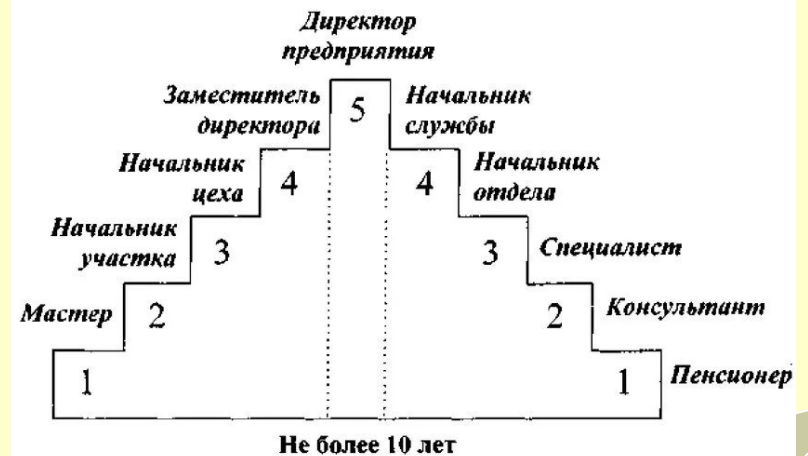 Директор
предприятия
Заместитель
директора
5
Начальник
службы
Начальник
цеха
4
4
Начальник
отдела
Начальник
участка
3
3
Специалист
Мастер
2
2
Консультант
1
1
Пенсионер
Не более 10 лет